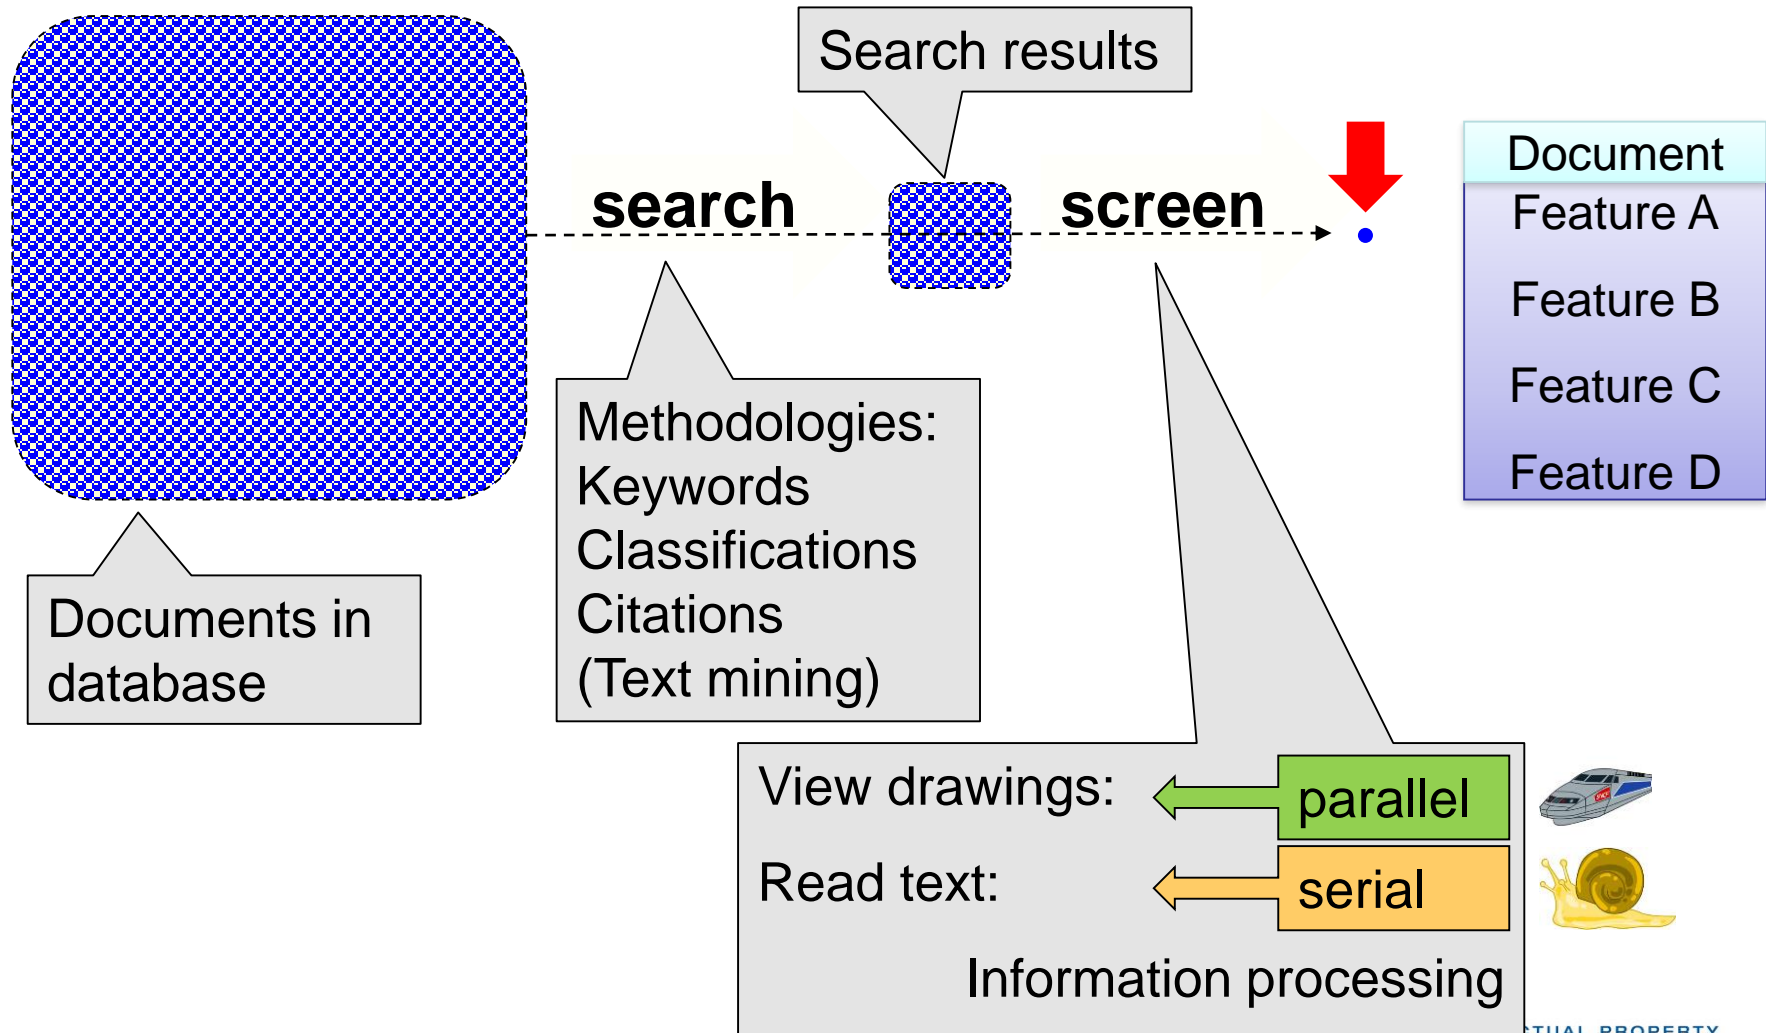 Search results
search
screen
Document
Feature A
Feature B
Feature C
Feature D
Methodologies:
Keywords
Classifications
Citations
(Text mining)
Documents in
database
View drawings:
parallel
Read text:
serial
Information processing
PROPERTY